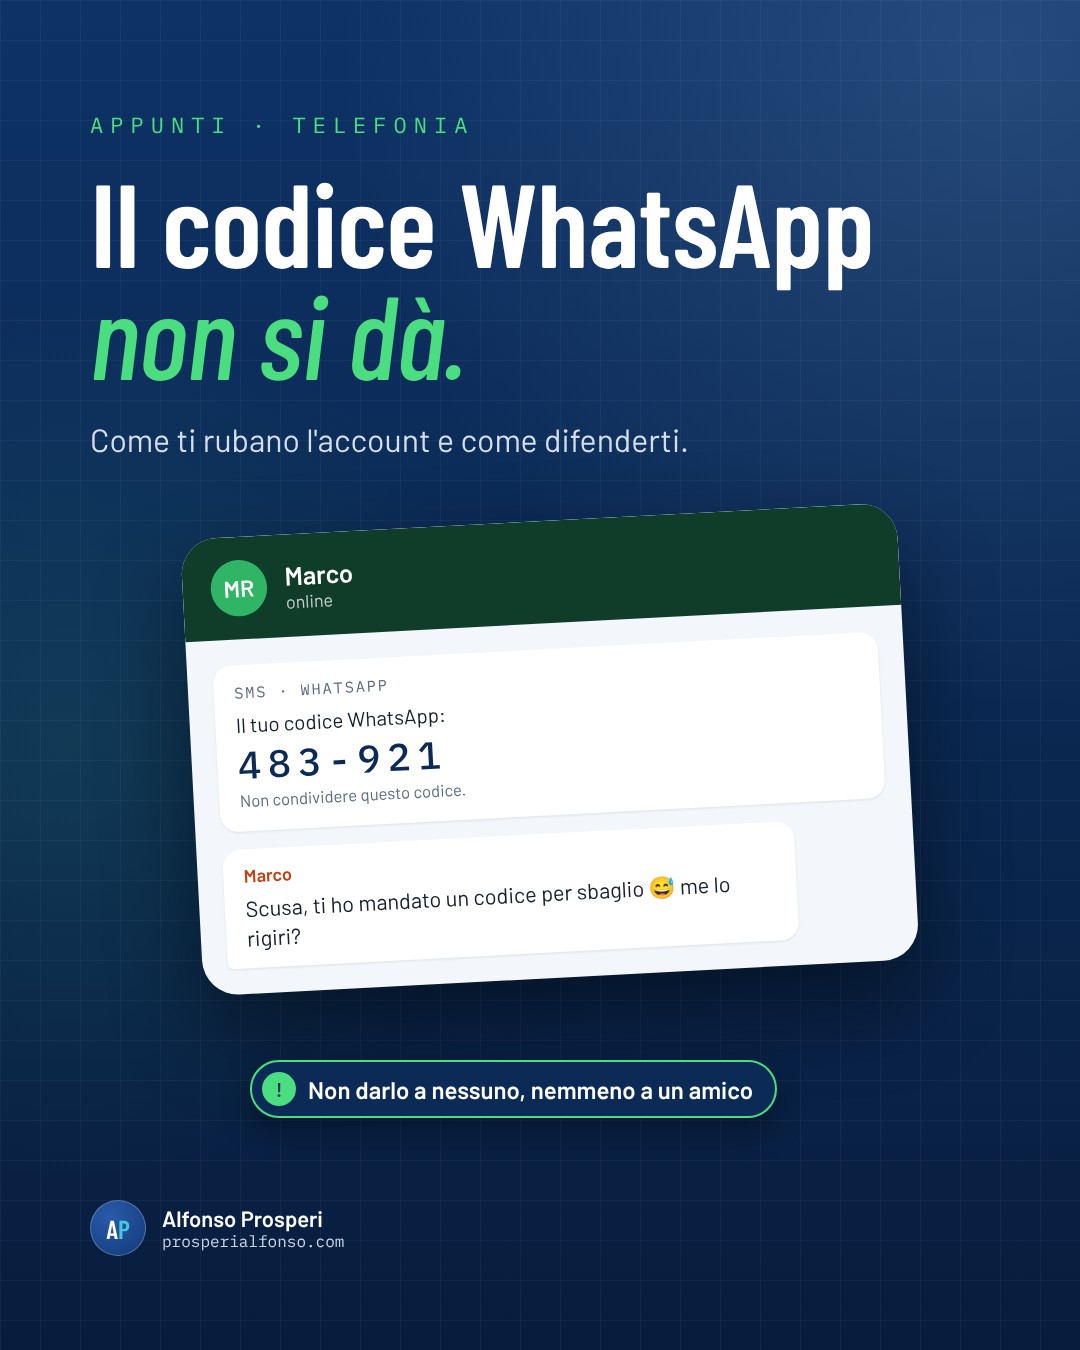 APPUNTI · TELEFONIA
Il codice WhatsApp
non si dà.
Come ti rubano l'account e come difenderti.
MR
Marco
online
SMS · WHATSAPP
Il tuo codice WhatsApp:
483-921
Non condividere questo codice.
Marco
Scusa, ti ho mandato un codice per sbaglio 😅 me lo
rigiri?
! Non darlo a nessuno, nemmeno a un amico
AP
Alfonso Prosperi
prosperialfonso.com